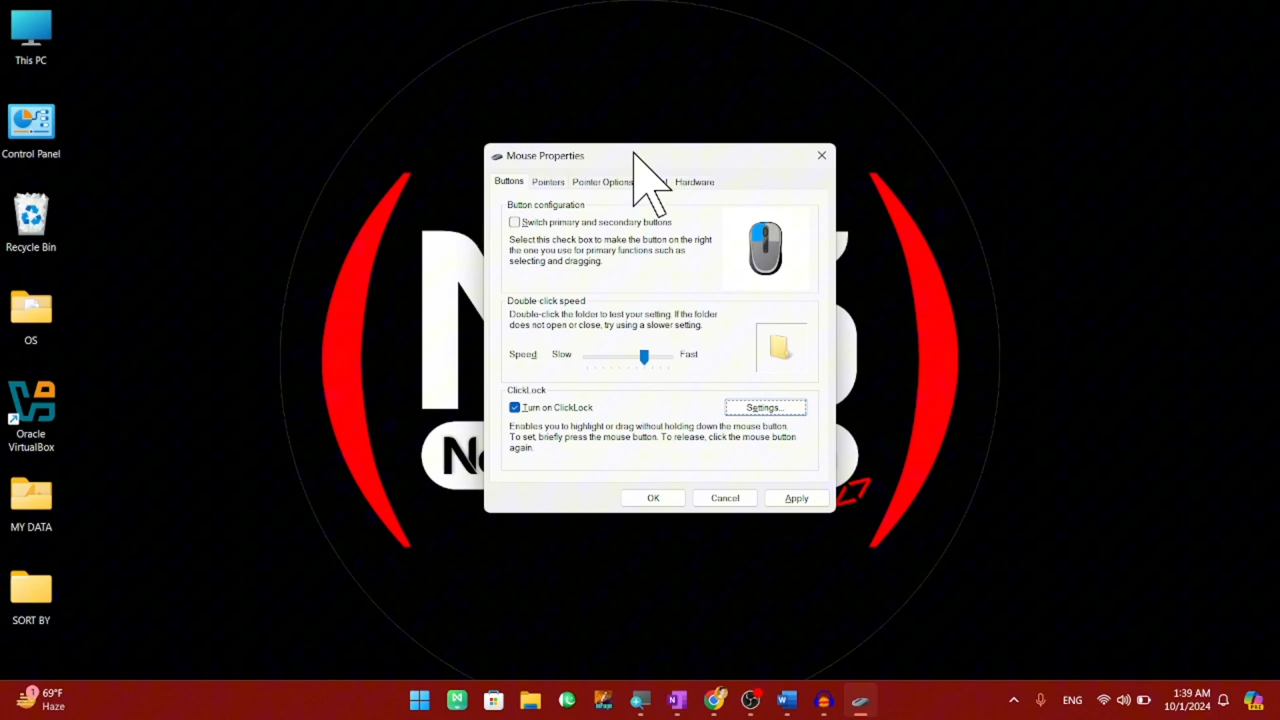 This PC
Control Panel
Recycle Bin
OS
Oracle
VirtualBox
MY DATA
SORT BY
Mouse Properties
Buttons Pointers Pointer Options Hardware
Button configuration
Switch primary and secondary buttons
Select this check box to make the button on the right
the one you use for primary functions such as
selecting and dragging.
Double-click speed
Double-click the folder to test your setting. If the folder
does not open or close, try using a slower setting.
Speed Slow Fast
ClickLock
Turn on ClickLock Settings...
Enables you to highlight or drag without holding down the mouse button.
To set, briefly press the mouse button. To release, click the mouse button
again.
OK Cancel Apply
1
69°F
Haze
ENG
1:39 AM
10/1/2024